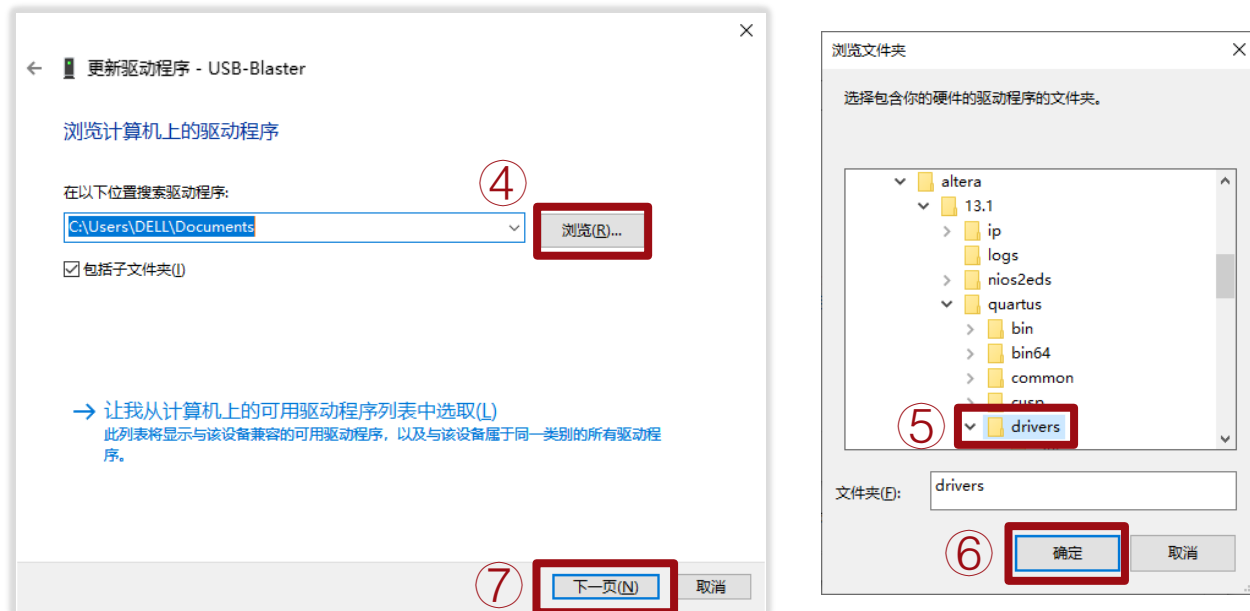 更新驱动程序 - USB-Blaster
浏览计算机上的驱动程序
在以下位置搜索驱动程序:
④
C:\Users\DELL\Documents
浏览(R)...
包括子文件夹(I)
让我从计算机上的可用驱动程序列表中选取(L)
此列表将显示与该设备兼容的可用驱动程序，以及与该设备属于同一类别的所有驱动程
序。
⑦
下一页(N)
取消
浏览文件夹
选择包含你的硬件的驱动程序的文件夹。
altera
13.1
ip
logs
nios2eds
quartus
bin
bin64
common
cusp
⑤
drivers
文件夹(F):
drivers
⑥
确定
取消